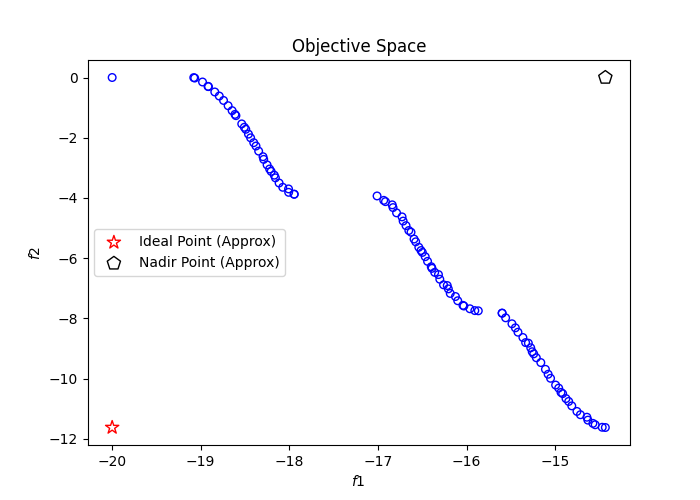 Objective Space
f2
0
−2
−4
−6
−8
−10
−12
Ideal Point (Approx)
Nadir Point (Approx)
−20 −19 −18 −17 −16 −15
f1